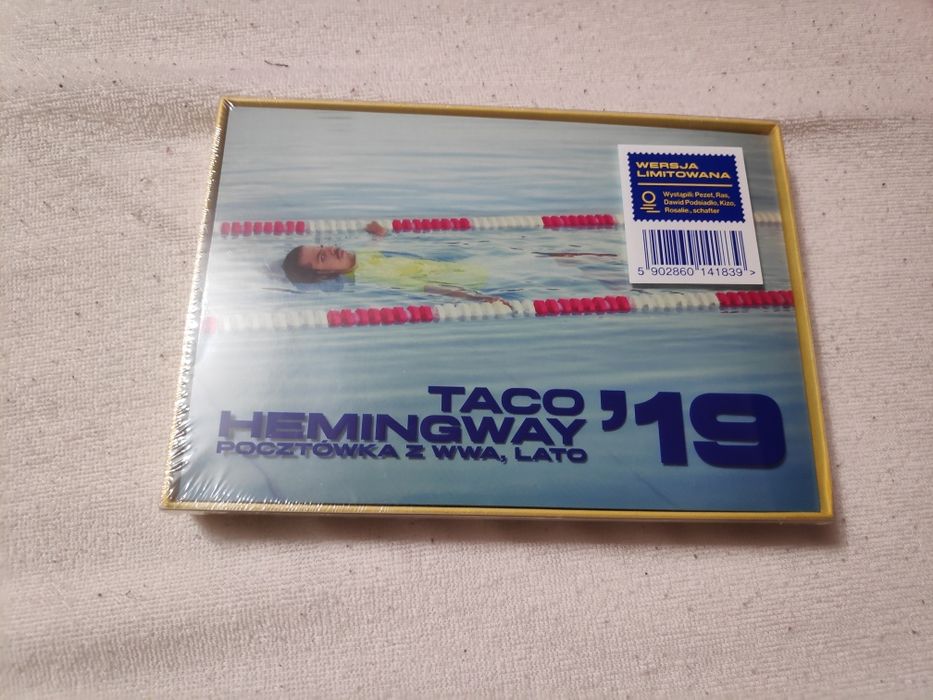 WERSJA
LIMITOWANA
Wystąpili: Pezet, Ras,
Dawid Podsiadło, Kizo,
Rosalie., schafter
5 902860 141839 >
TACO
HEMINGWAY
POCZTÓWKA Z WWA, LATO
'19